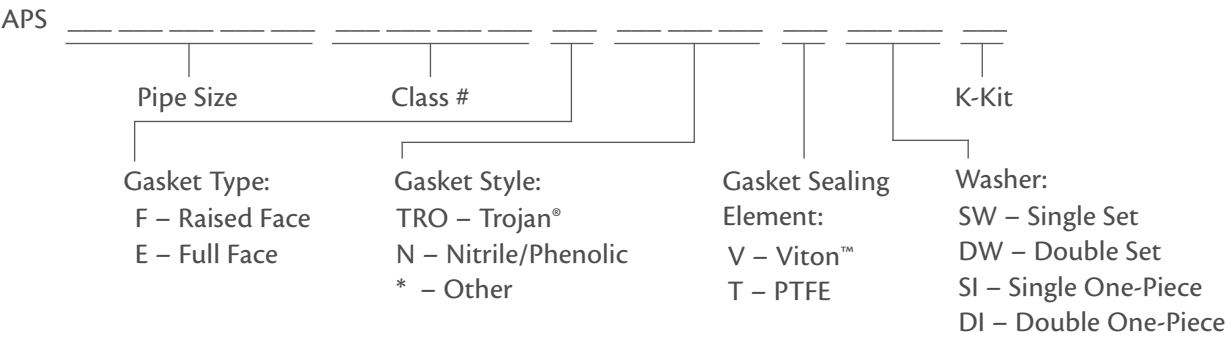 APS
Pipe Size
Class #
K-Kit
Gasket Type:
F – Raised Face
E – Full Face
Gasket Style:
TRO – Trojan®
N – Nitrile/Phenolic
* – Other
Gasket Sealing
Element:
V – Viton™
T – PTFE
Washer:
SW – Single Set
DW – Double Set
SI – Single One-Piece
DI – Double One-Piece